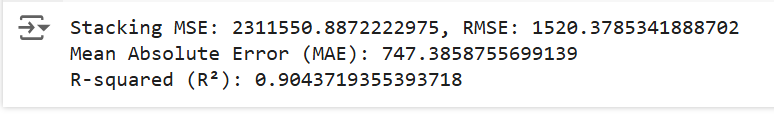 Stacking MSE: 2311550.8872222975, RMSE: 1520.3785341888702
Mean Absolute Error (MAE): 747.3858755699139
R-squared (R²): 0.9043719355393718